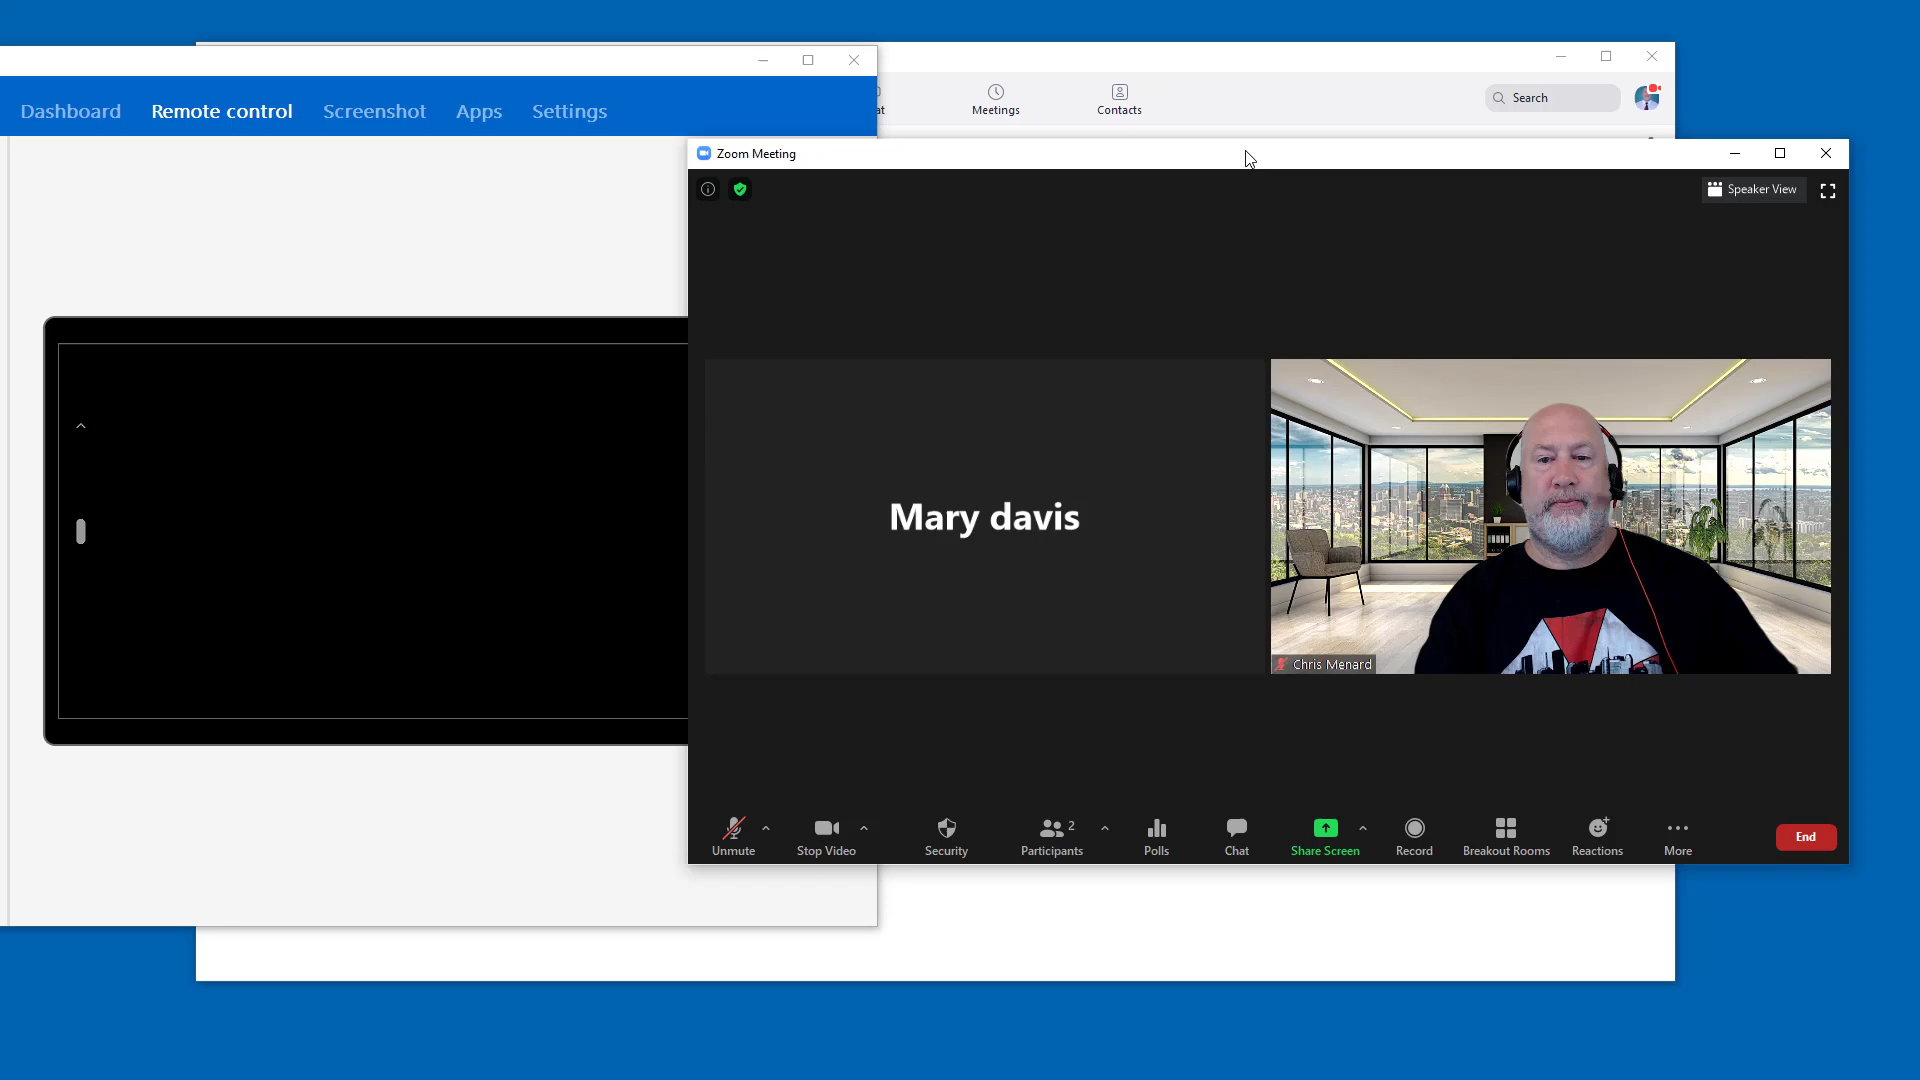 Dashboard
Remote control
Screenshot
Apps
Settings
at
Meetings
Contacts
Search
Zoom Meeting
Speaker View
Mary davis
Chris Menard
Unmute
Stop Video
Security
2
Participants
Polls
Chat
Share Screen
Record
Breakout Rooms
Reactions
More
End